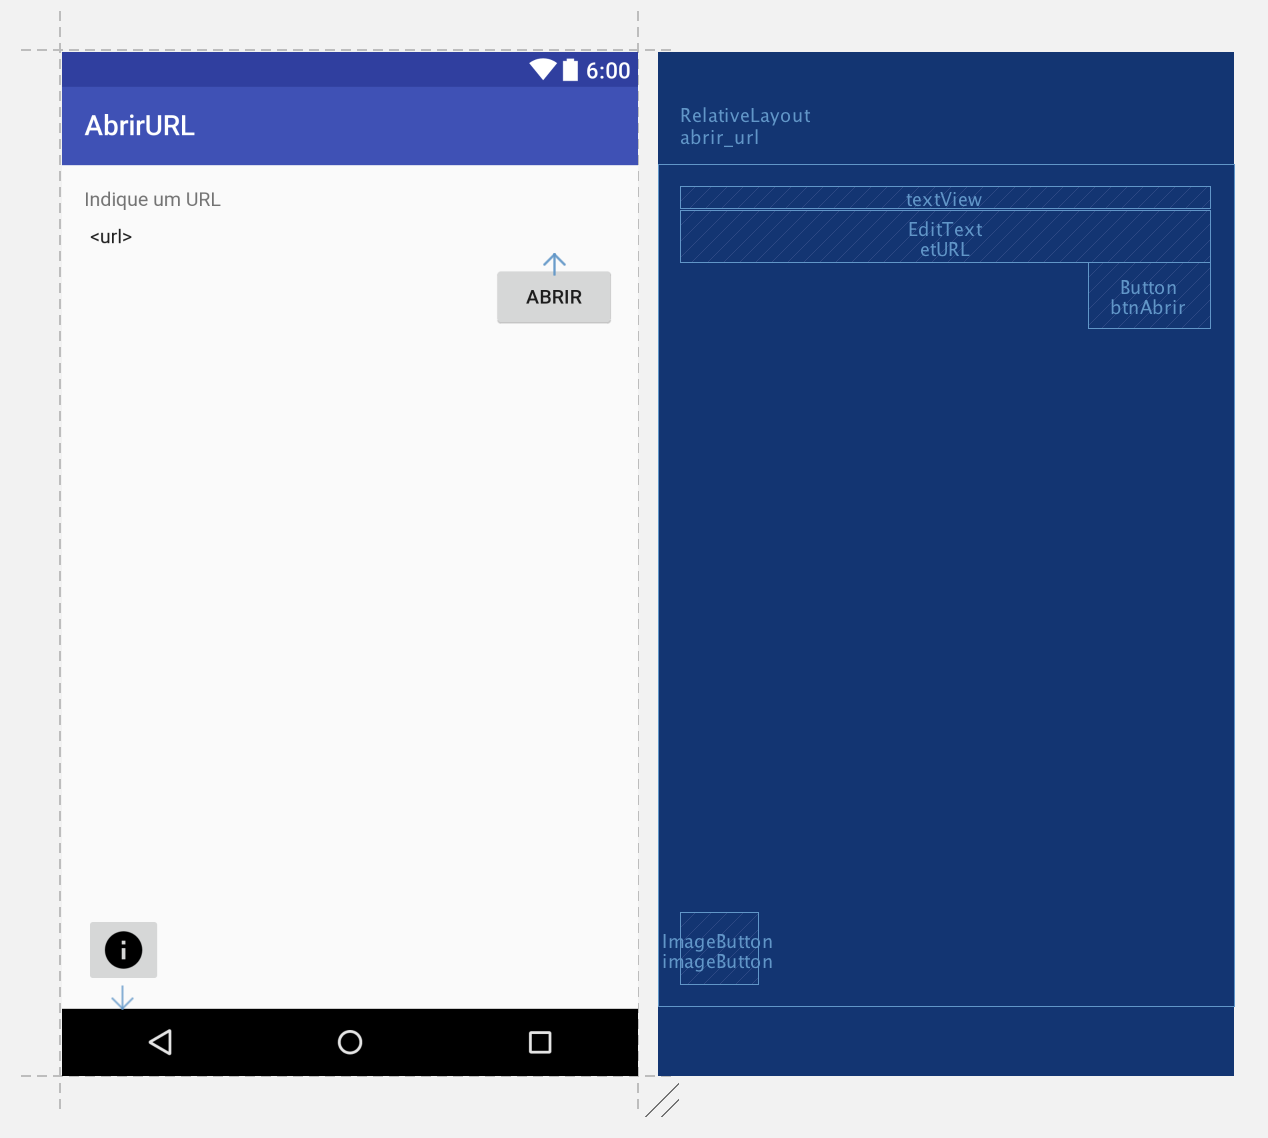 6:00
AbrirURL
Indique um URL
<url>
ABRIR
RelativeLayout
abrir_url
textView
EditText
etURL
Button
btnAbrir
ImageButton
imageButton